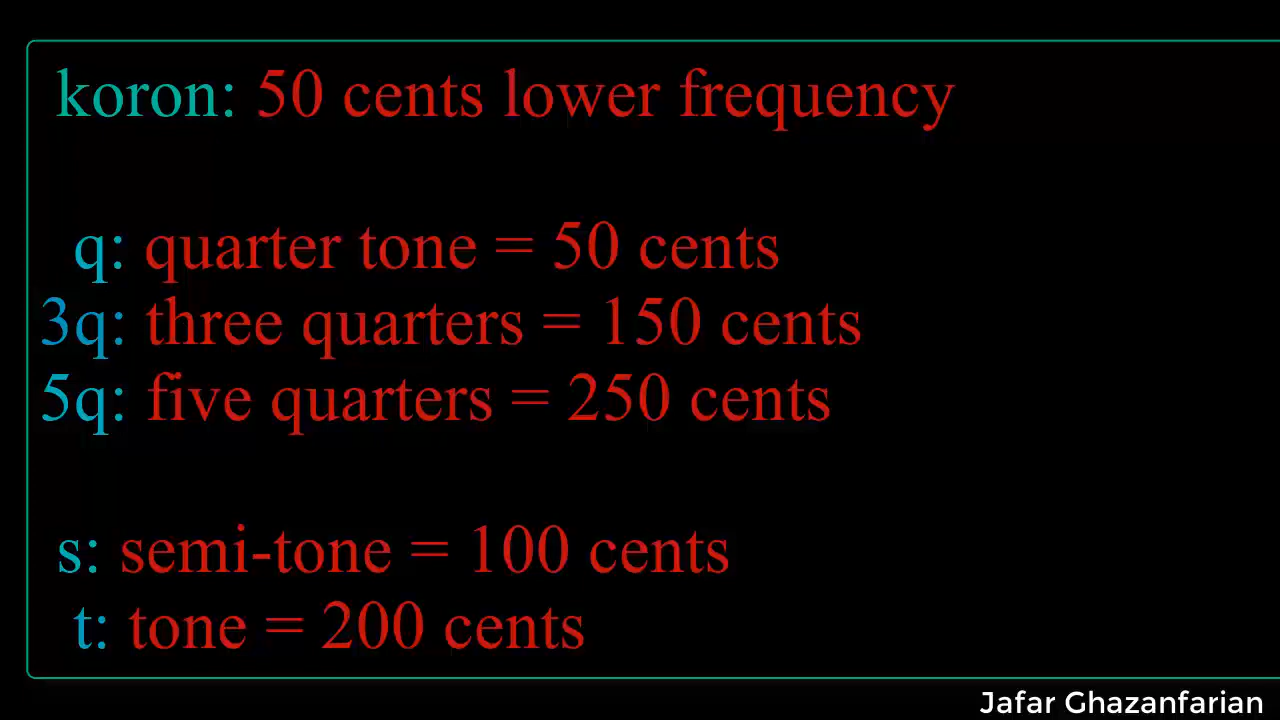 koron: 50 cents lower frequency
q: quarter tone = 50 cents
3q: three quarters = 150 cents
5q: five quarters = 250 cents
s: semi-tone = 100 cents
t: tone = 200 cents
Jafar Ghazanfarian